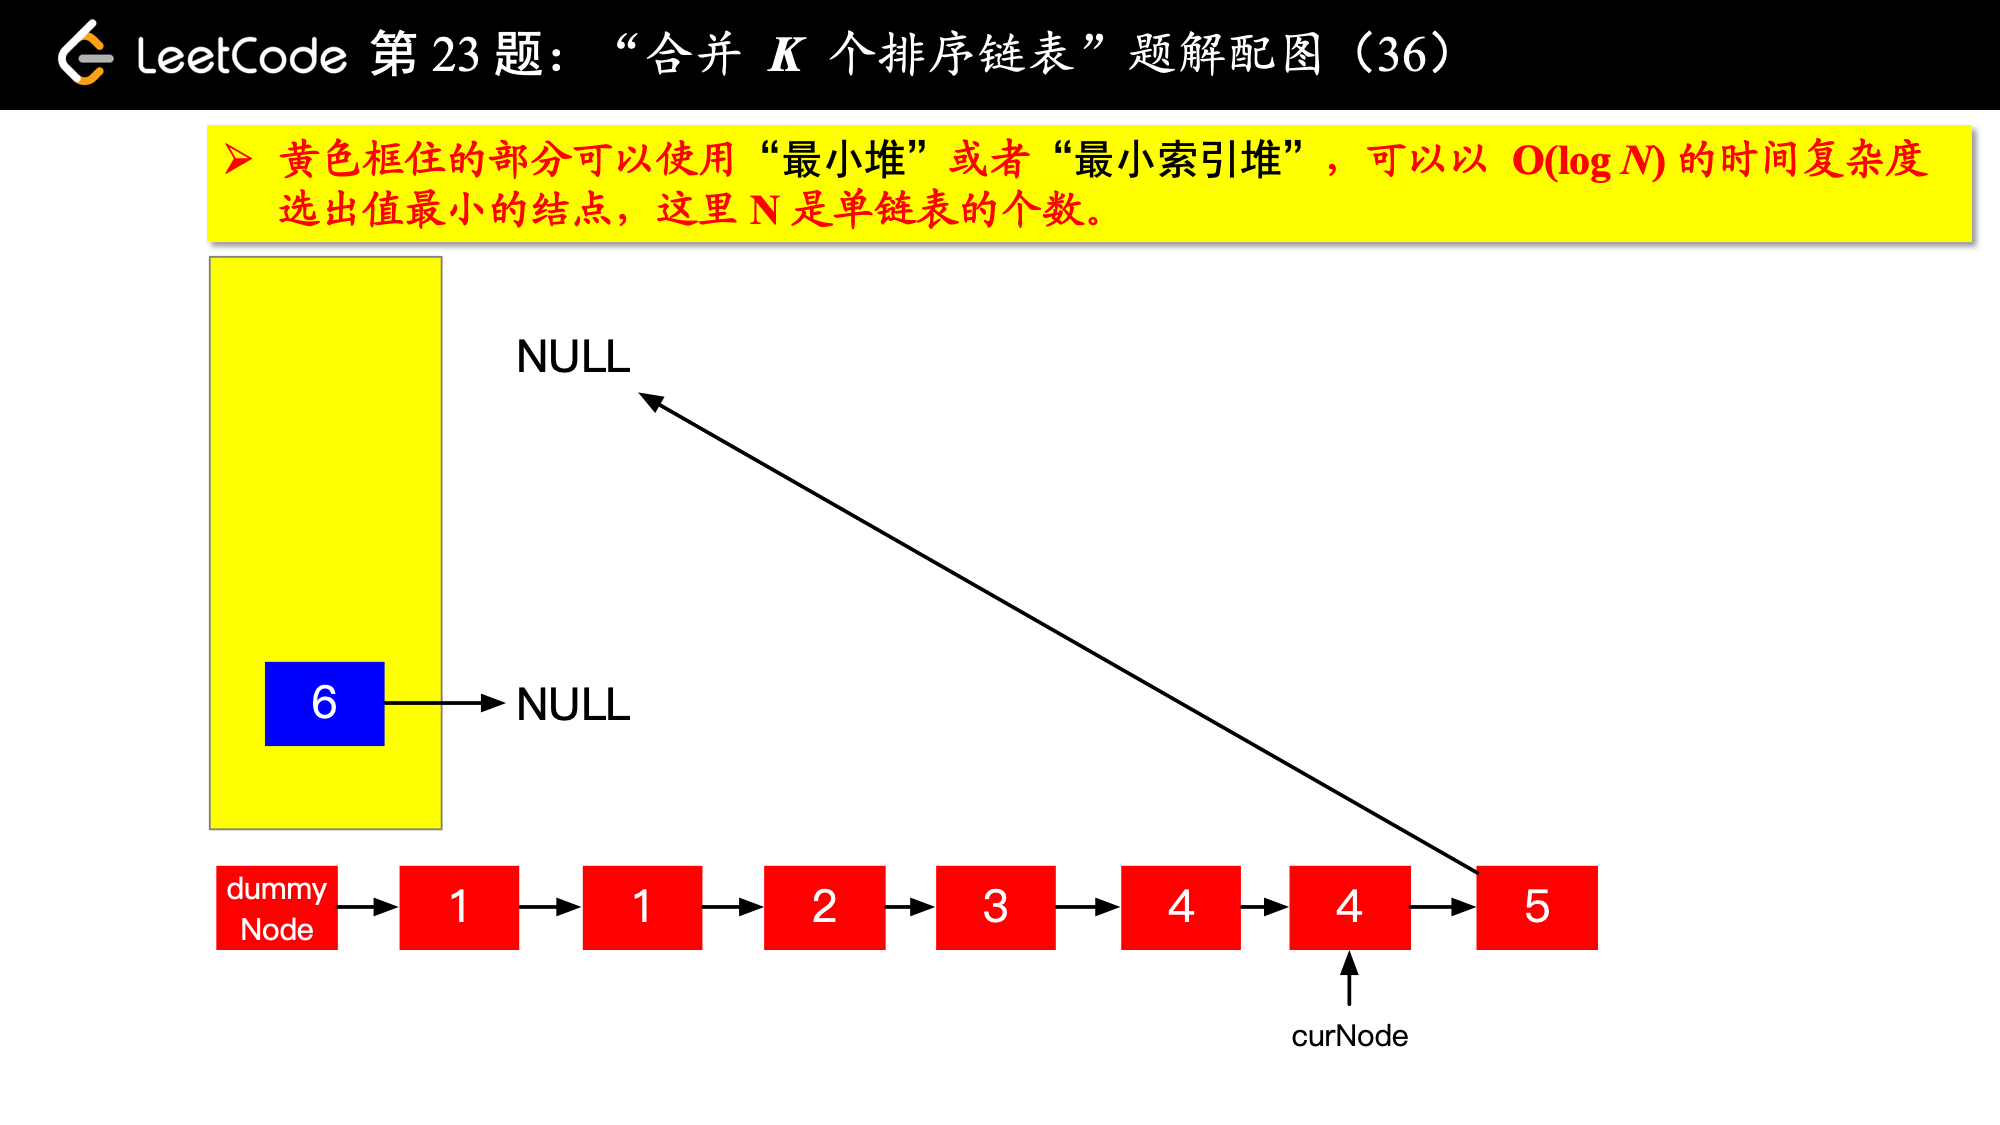 LeetCode 第 23 题：“合并 K 个排序链表”题解配图（36）
➢ 黄色框住的部分可以使用“最小堆”或者“最小索引堆”，可以以 O(log N) 的时间复杂度
选出值最小的结点，这里 N 是单链表的个数。
NULL
6
NULL
dummy
Node
1
1
2
3
4
4
5
curNode